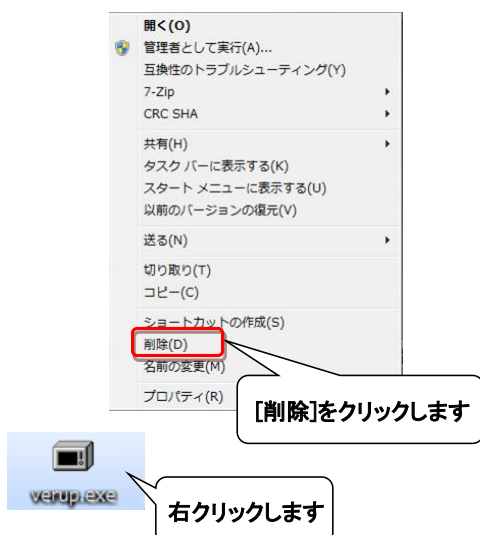 開く(O)
管理者として実行(A)...
互換性のトラブルシューティング(Y)
7-Zip
CRC SHA
共有(H)
タスク バーに表示する(K)
スタート メニューに表示する(U)
以前のバージョンの復元(V)
送る(N)
切り取り(T)
コピー(C)
ショートカットの作成(S)
削除(D)
名前の変更(M)
プロパティ(R)
[削除]をクリックします
verup.exe
右クリックします